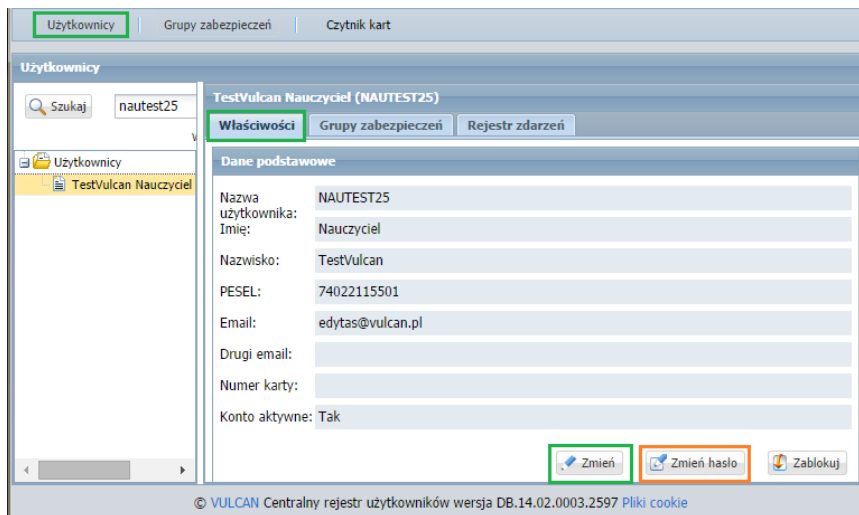 Użytkownicy Grupy zabezpieczeń Czytnik kart
Użytkownicy
Szukaj nautest25
TestVulcan Nauczyciel (NAUTEST25)
Właściwości Grupy zabezpieczeń Rejestr zdarzeń
Użytkownicy
TestVulcan Nauczyciel
Dane podstawowe
Nazwa użytkownika: NAUTEST25
Imię: Nauczyciel
Nazwisko: TestVulcan
PESEL: 74022115501
Email: edytas@vulcan.pl
Drugi email:
Numer karty:
Konto aktywne: Tak
Zmień Zmień hasło Zablokuj
© VULCAN Centralny rejestr użytkowników wersja DB.14.02.0003.2597 Pliki cookie